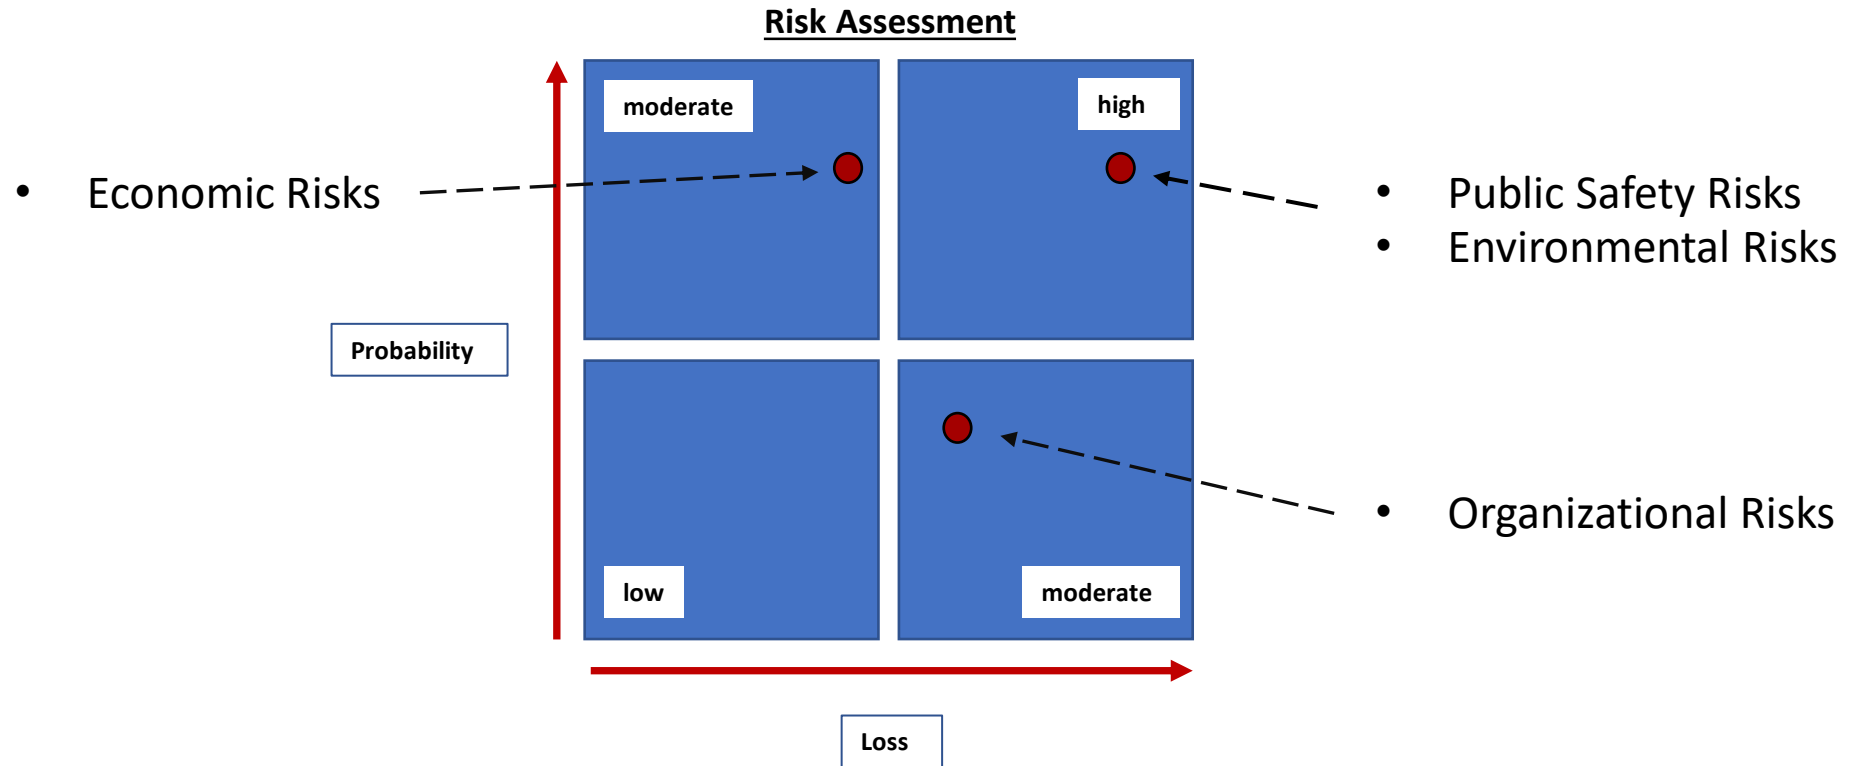 Risk Assessment
moderate
high
• Economic Risks
• Public Safety Risks
• Environmental Risks
Probability
• Organizational Risks
low
moderate
Loss